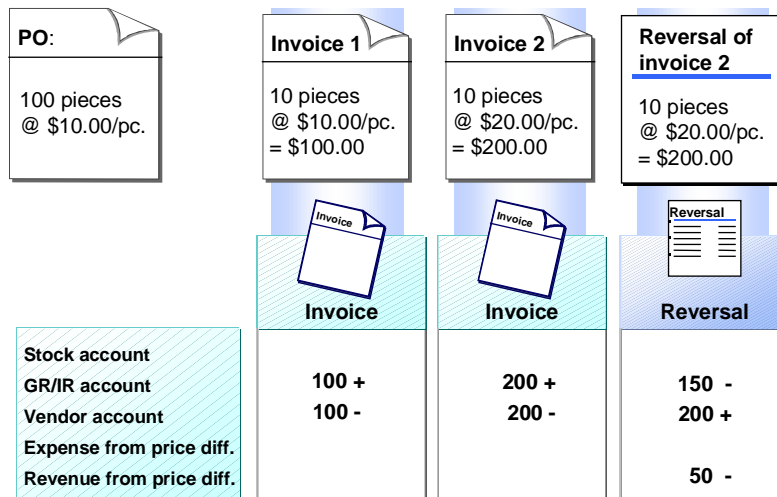 PO:
100 pieces
@ $10.00/pc.
Invoice 1
10 pieces
@ $10.00/pc.
= $100.00
Invoice 2
10 pieces
@ $20.00/pc.
= $200.00
Reversal of
invoice 2
10 pieces
@ $20.00/pc.
= $200.00
Invoice
Invoice
Reversal
Invoice
Invoice
Reversal
Stock account
GR/IR account 100 + 200 + 150 -
Vendor account 100 - 200 - 200 +
Expense from price diff.
Revenue from price diff. 50 -